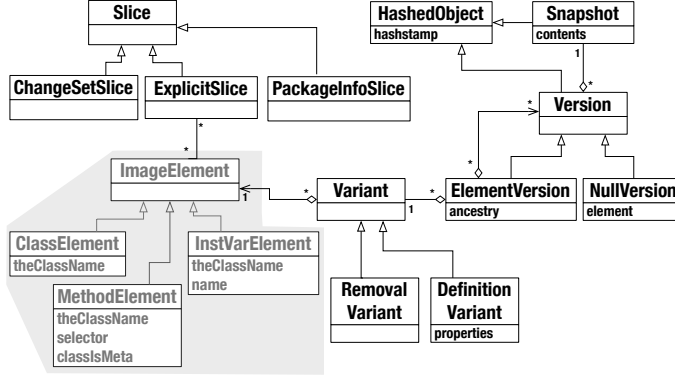 Slice
HashedObject
hashstamp
Snapshot
contents
1
*
ChangeSetSlice
ExplicitSlice
PackageInfoSlice
*
*
Version
*
*
ImageElement
1
*
Variant
1
*
ElementVersion
ancestry
NullVersion
element
ClassElement
theClassName
InstVarElement
theClassName
name
MethodElement
theClassName
selector
classIsMeta
Removal
Variant
Definition
Variant
properties